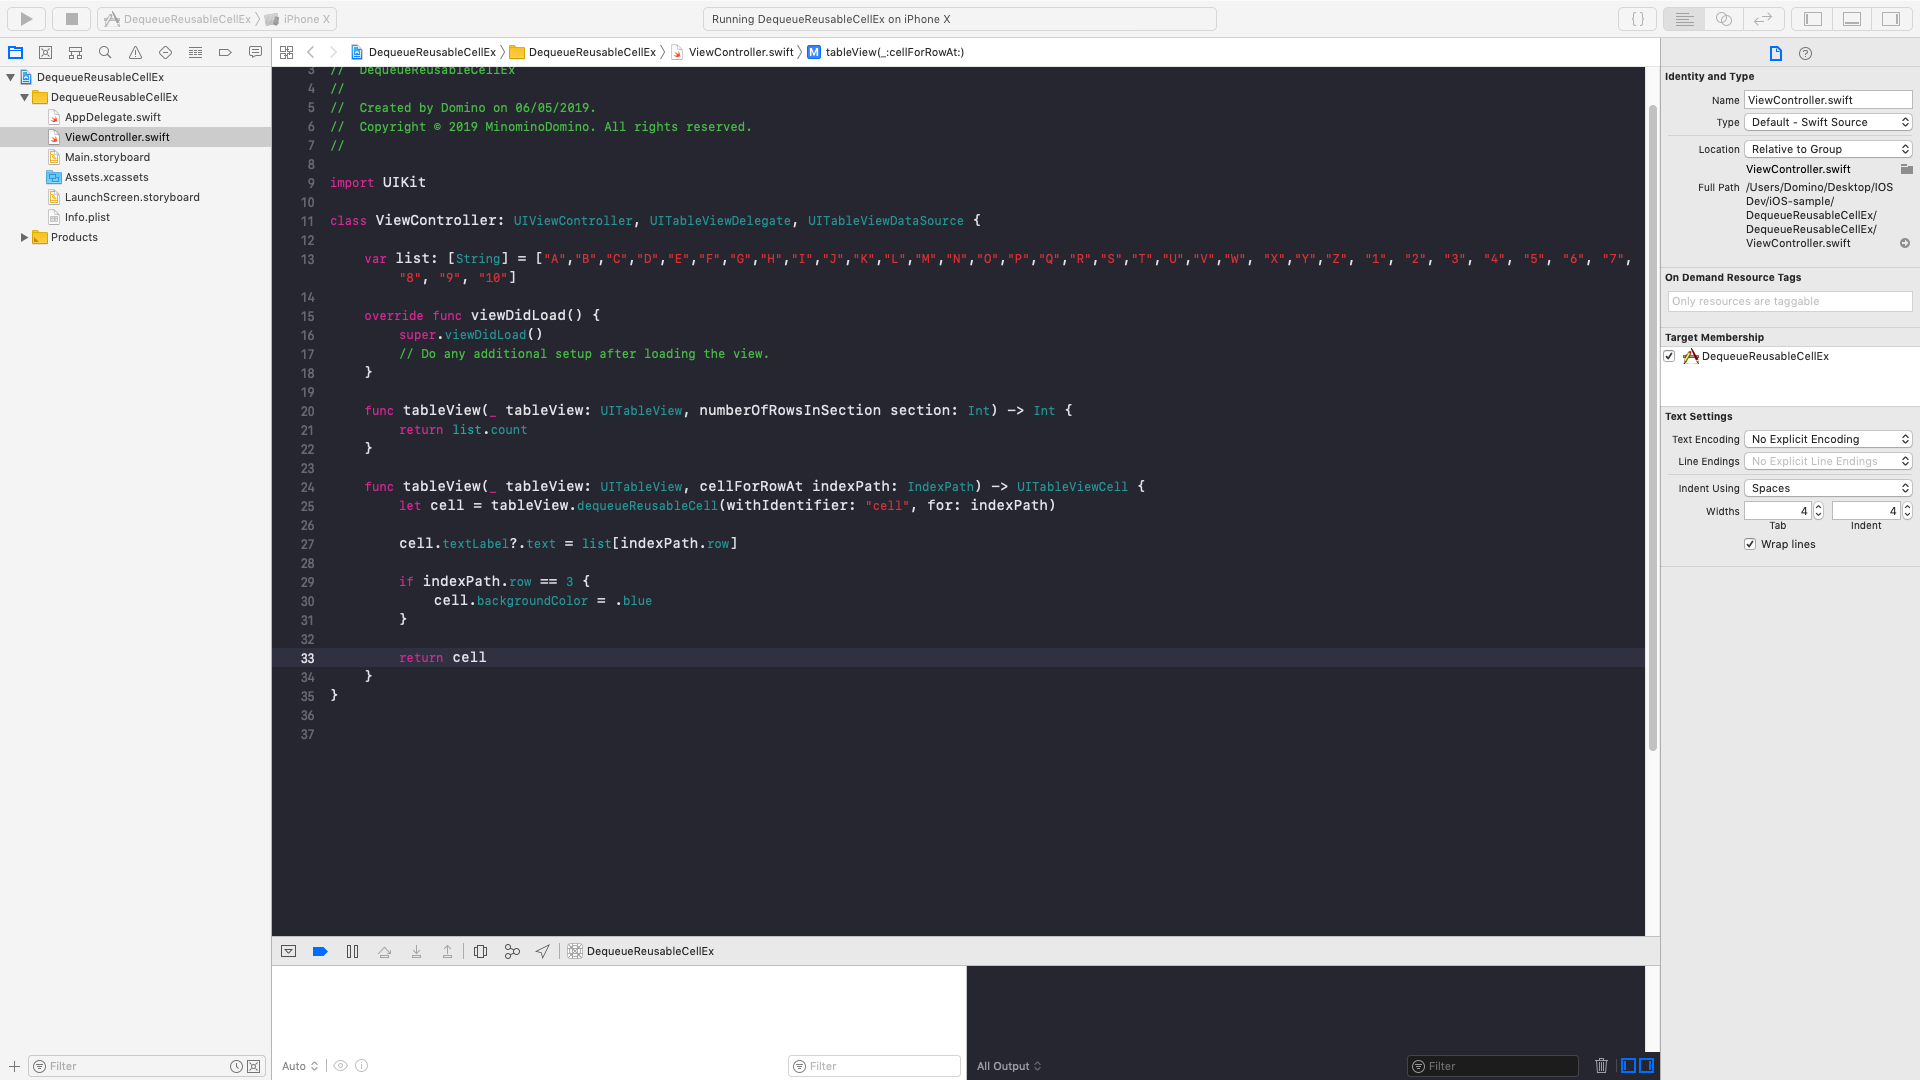 DequeueReusableCellEx 〉 iPhone X
Running DequeueReusableCellEx on iPhone X
{ }
DequeueReusableCellEx 〉 DequeueReusableCellEx 〉 ViewController.swift 〉 M tableView(_:cellForRowAt:)
DequeueReusableCellEx
DequeueReusableCellEx
AppDelegate.swift
ViewController.swift
Main.storyboard
Assets.xcassets
LaunchScreen.storyboard
Info.plist
Products
Filter
3 //  DequeueReusableCellEx
4 //
5 //  Created by Domino on 06/05/2019.
6 //  Copyright © 2019 MinominoDomino. All rights reserved.
7 //
8
9 import UIKit
10
11 class ViewController: UIViewController, UITableViewDelegate, UITableViewDataSource {
12
13     var list: [String] = ["A","B","C","D","E","F","G","H","I","J","K","L","M","N","O","P","Q","R","S","T","U","V","W", "X","Y","Z", "1", "2", "3", "4", "5", "6", "7",
"8", "9", "10"]
14
15     override func viewDidLoad() {
16         super.viewDidLoad()
17         // Do any additional setup after loading the view.
18     }
19
20     func tableView(_ tableView: UITableView, numberOfRowsInSection section: Int) -> Int {
21         return list.count
22     }
23
24     func tableView(_ tableView: UITableView, cellForRowAt indexPath: IndexPath) -> UITableViewCell {
25         let cell = tableView.dequeueReusableCell(withIdentifier: "cell", for: indexPath)
26
27         cell.textLabel?.text = list[indexPath.row]
28
29         if indexPath.row == 3 {
30             cell.backgroundColor = .blue
31         }
32
33         return cell
34     }
35 }
36
37
DequeueReusableCellEx
Auto
Filter
All Output
Filter
Identity and Type
Name ViewController.swift
Type Default - Swift Source
Location Relative to Group
ViewController.swift
Full Path /Users/Domino/Desktop/IOS
Dev/iOS-sample/
DequeueReusableCellEx/
DequeueReusableCellEx/
ViewController.swift
On Demand Resource Tags
Only resources are taggable
Target Membership
DequeueReusableCellEx
Text Settings
Text Encoding No Explicit Encoding
Line Endings No Explicit Line Endings
Indent Using Spaces
Widths 4 4
Tab Indent
Wrap lines